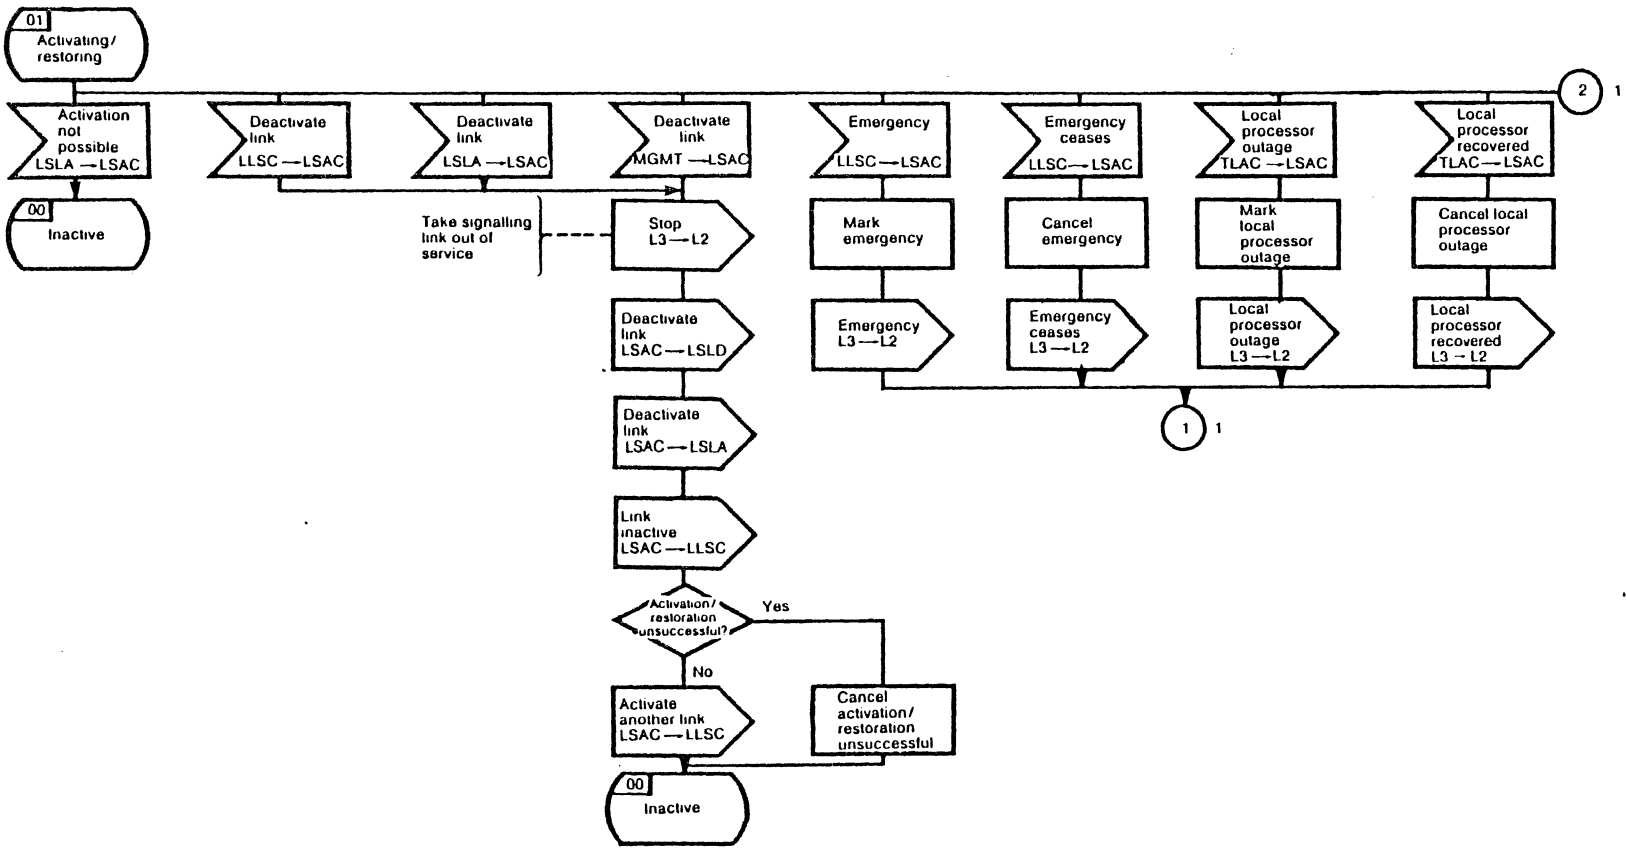 01
Activating/
restoring
2 1
Activation
not
possible
LSLA → LSAC
Deactivate
link
LLSC → LSAC
Deactivate
link
LSLA → LSAC
Deactivate
link
MGMT → LSAC
Emergency
LLSC → LSAC
Emergency
ceases
LLSC → LSAC
Local
processor
outage
TLAC → LSAC
Local
processor
recovered
TLAC → LSAC
00
Inactive
Take signalling
link out of
service
Stop
L3 → L2
Mark
emergency
Cancel
emergency
Mark
local
processor
outage
Cancel local
processor
outage
Deactivate
link
LSAC → LSLD
Emergency
L3 → L2
Emergency
ceases
L3 → L2
Local
processor
outage
L3 → L2
Local
processor
recovered
L3 → L2
1 1
Deactivate
link
LSAC → LSLA
Link
inactive
LSAC → LLSC
Activation/
restoration
unsuccessful?
Yes
No
Activate
another link
LSAC → LLSC
Cancel
activation/
restoration
unsuccessful
00
Inactive